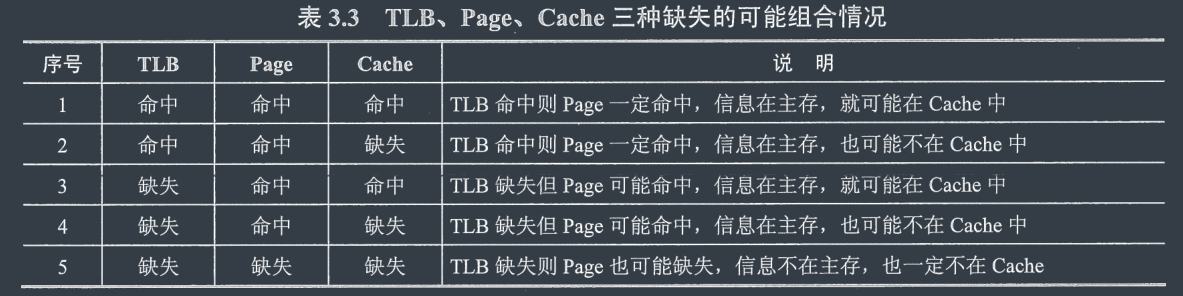 表 3.3 TLB、Page、Cache 三种缺失的可能组合情况
序号 TLB Page Cache 说 明
1 命中 命中 命中 TLB 命中则 Page 一定命中，信息在主存，就可能在 Cache 中
2 命中 命中 缺失 TLB 命中则 Page 一定命中，信息在主存，也可能不在 Cache 中
3 缺失 命中 命中 TLB 缺失但 Page 可能命中，信息在主存，就可能在 Cache 中
4 缺失 命中 缺失 TLB 缺失但 Page 可能命中，信息在主存，也可能不在 Cache 中
5 缺失 缺失 缺失 TLB 缺失则 Page 也可能缺失，信息不在主存，也一定不在 Cache